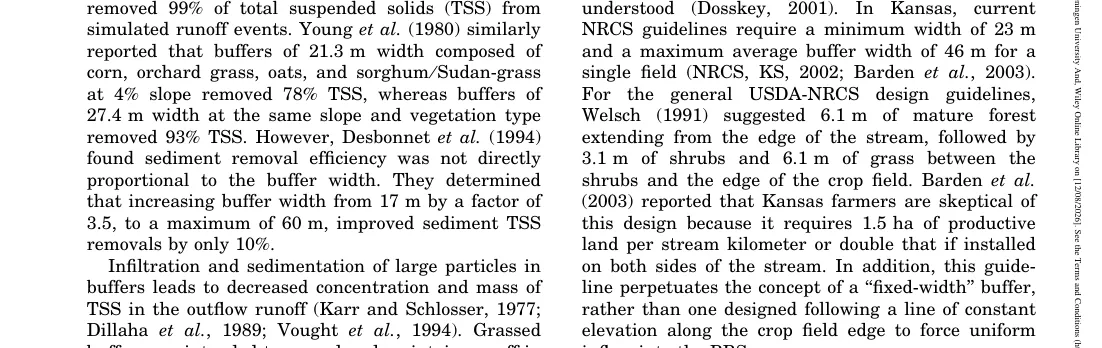 removed 99% of total suspended solids (TSS) from
simulated runoff events. Young et al. (1980) similarly
reported that buffers of 21.3 m width composed of
corn, orchard grass, oats, and sorghum/Sudan-grass
at 4% slope removed 78% TSS, whereas buffers of
27.4 m width at the same slope and vegetation type
removed 93% TSS. However, Desbonnet et al. (1994)
found sediment removal efficiency was not directly
proportional to the buffer width. They determined
that increasing buffer width from 17 m by a factor of
3.5, to a maximum of 60 m, improved sediment TSS
removals by only 10%.
Infiltration and sedimentation of large particles in
buffers leads to decreased concentration and mass of
TSS in the outflow runoff (Karr and Schlosser, 1977;
Dillaha et al., 1989; Vought et al., 1994). Grassed
understood (Dosskey, 2001). In Kansas, current
NRCS guidelines require a minimum width of 23 m
and a maximum average buffer width of 46 m for a
single field (NRCS, KS, 2002; Barden et al., 2003).
For the general USDA-NRCS design guidelines,
Welsch (1991) suggested 6.1 m of mature forest
extending from the edge of the stream, followed by
3.1 m of shrubs and 6.1 m of grass between the
shrubs and the edge of the crop field. Barden et al.
(2003) reported that Kansas farmers are skeptical of
this design because it requires 1.5 ha of productive
land per stream kilometer or double that if installed
on both sides of the stream. In addition, this guide-
line perpetuates the concept of a “fixed-width” buffer,
rather than one designed following a line of constant
elevation along the crop field edge to force uniform
University And, Wiley Online Library on [12/08/2026]. See the Terms and Conditions